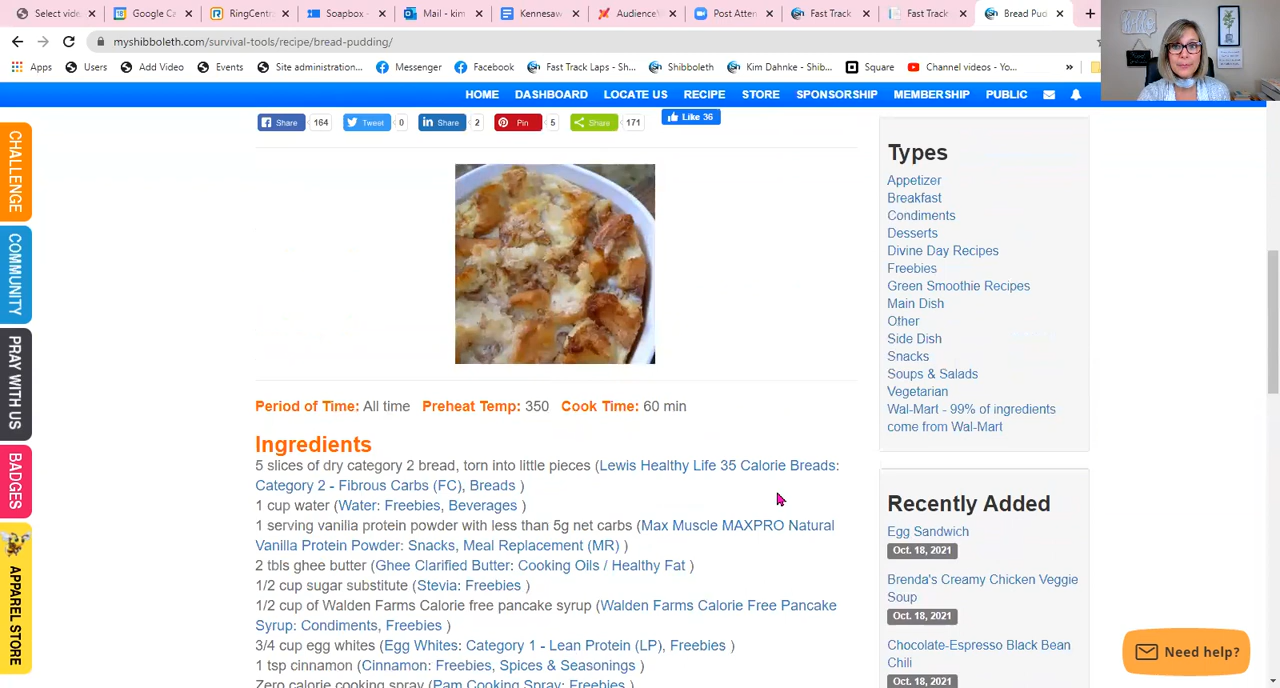 Select vide
Google Ca
RingCentr
Soapbox -
Mail - kim
Kennesaw
AudienceV
Post Atten
Fast Track
Fast Track
Bread Pud
myshibboleth.com/survival-tools/recipe/bread-pudding/
Apps
Users
Add Video
Events
Site administration...
Messenger
Facebook
Fast Track Laps - Sh...
Shibboleth
Kim Dahnke - Shib...
Square
Channel videos - Yo...
HOME
DASHBOARD
LOCATE US
RECIPE
STORE
SPONSORSHIP
MEMBERSHIP
PUBLIC
Share 164
Tweet 0
Share 2
Pin 5
Share 171
Like 36
CHALLENGE
COMMUNITY
PRAY WITH US
BADGES
APPAREL STORE
Period of Time: All time Preheat Temp: 350 Cook Time: 60 min
Ingredients
5 slices of dry category 2 bread, torn into little pieces (Lewis Healthy Life 35 Calorie Breads:
Category 2 - Fibrous Carbs (FC), Breads )
1 cup water (Water: Freebies, Beverages )
1 serving vanilla protein powder with less than 5g net carbs (Max Muscle MAXPRO Natural
Vanilla Protein Powder: Snacks, Meal Replacement (MR) )
2 tbls ghee butter (Ghee Clarified Butter: Cooking Oils / Healthy Fat )
1/2 cup sugar substitute (Stevia: Freebies )
1/2 cup of Walden Farms Calorie free pancake syrup (Walden Farms Calorie Free Pancake
Syrup: Condiments, Freebies )
3/4 cup egg whites (Egg Whites: Category 1 - Lean Protein (LP), Freebies )
1 tsp cinnamon (Cinnamon: Freebies, Spices & Seasonings )
Zero calorie cooking spray (Pam Cooking Spray: Freebies )
Types
Appetizer
Breakfast
Condiments
Desserts
Divine Day Recipes
Freebies
Green Smoothie Recipes
Main Dish
Other
Side Dish
Snacks
Soups & Salads
Vegetarian
Wal-Mart - 99% of ingredients
come from Wal-Mart
Recently Added
Egg Sandwich
Oct. 18, 2021
Brenda's Creamy Chicken Veggie
Soup
Oct. 18, 2021
Chocolate-Espresso Black Bean
Chili
Oct. 18, 2021
Need help?